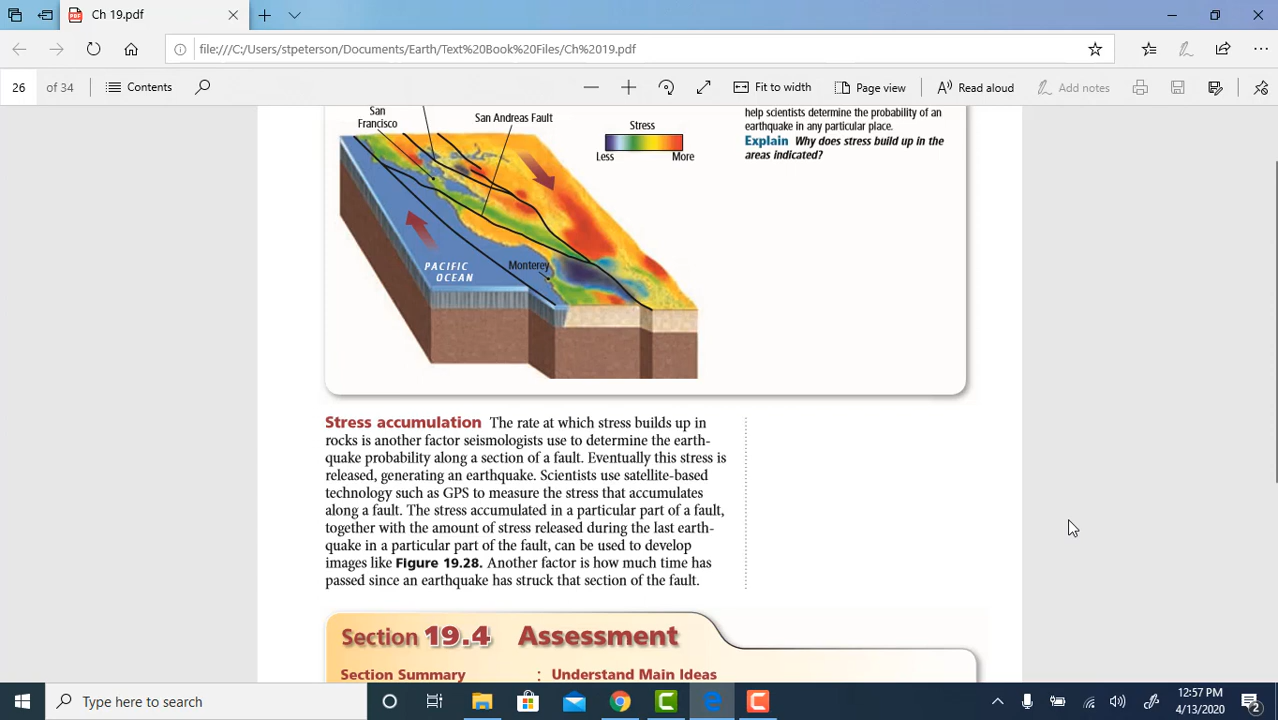 Ch 19.pdf
file:///C:/Users/stpeterson/Documents/Earth/Text%20Book%20Files/Ch%2019.pdf
26 of 34 Contents Fit to width Page view Read aloud Add notes
San Francisco
San Andreas Fault
Stress
Less More
PACIFIC OCEAN
Monterey
help scientists determine the probability of an
earthquake in any particular place.
Explain Why does stress build up in the
areas indicated?
Stress accumulation The rate at which stress builds up in
rocks is another factor seismologists use to determine the earth-
quake probability along a section of a fault. Eventually this stress is
released, generating an earthquake. Scientists use satellite-based
technology such as GPS to measure the stress that accumulates
along a fault. The stress accumulated in a particular part of a fault,
together with the amount of stress released during the last earth-
quake in a particular part of the fault, can be used to develop
images like Figure 19.28. Another factor is how much time has
passed since an earthquake has struck that section of the fault.
Section 19.4 Assessment
Section Summary : Understand Main Ideas
Type here to search
12:57 PM
4/13/2020
2